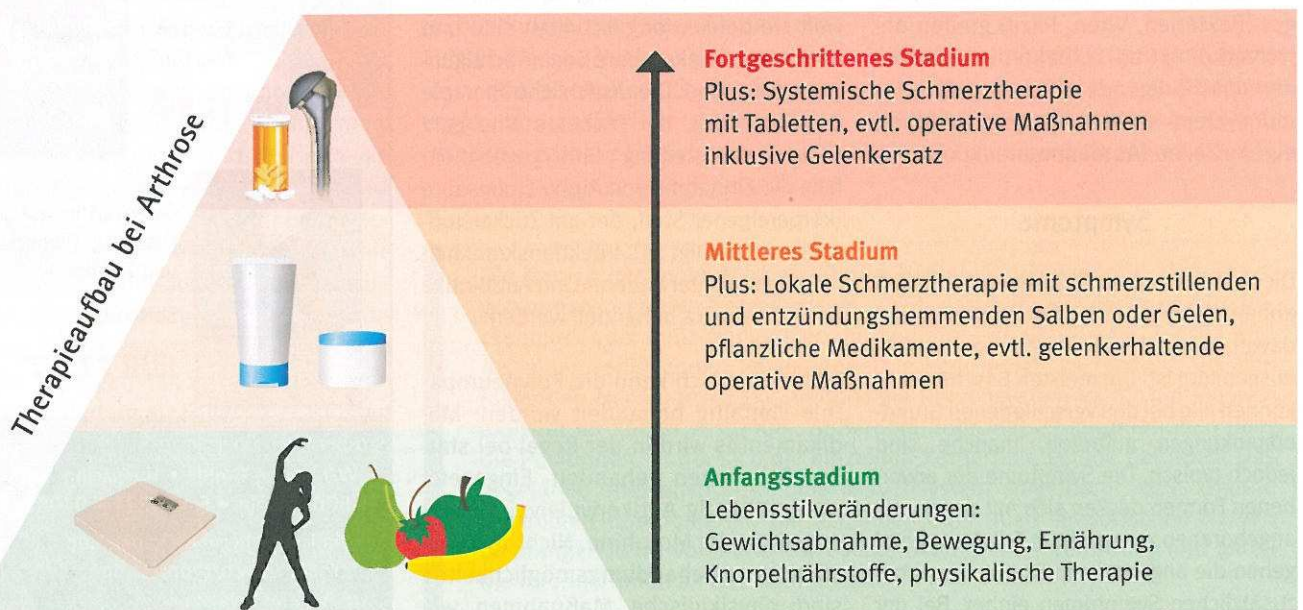 Therapieaufbau bei Arthrose
Fortgeschrittenes Stadium
Plus: Systemische Schmerztherapie
mit Tabletten, evtl. operative Maßnahmen
inklusive Gelenkersatz
Mittleres Stadium
Plus: Lokale Schmerztherapie mit schmerzstillenden
und entzündungshemmenden Salben oder Gelen,
pflanzliche Medikamente, evtl. gelenkerhaltende
operative Maßnahmen
Anfangsstadium
Lebensstilveränderungen:
Gewichtsabnahme, Bewegung, Ernährung,
Knorpelnährstoffe, physikalische Therapie